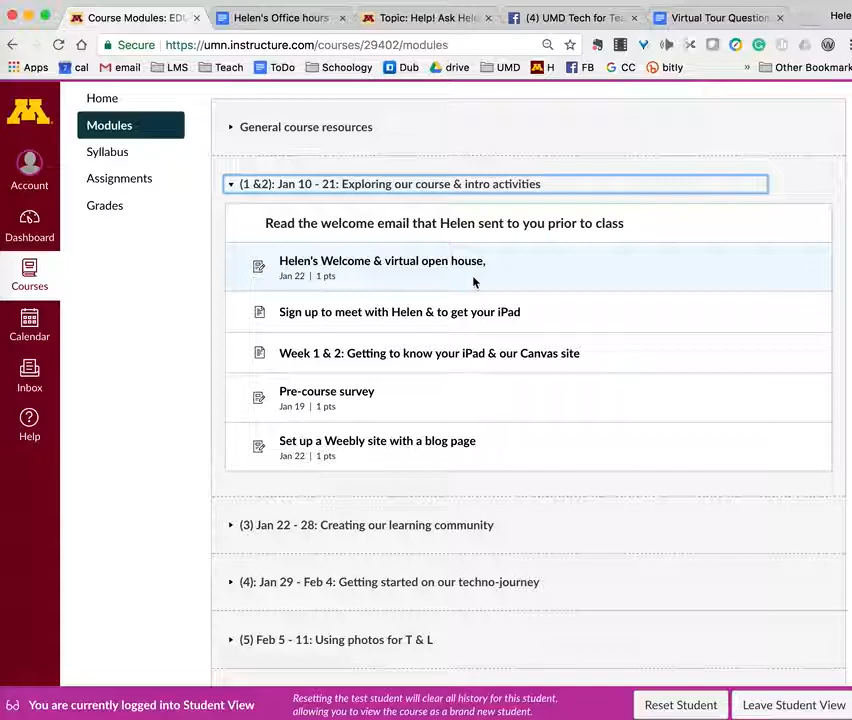 Course Modules: EDU
Helen's Office hours
Topic: Help! Ask Hele
(4) UMD Tech for Tea
Virtual Tour Question
Hele
Secure
https://umn.instructure.com/courses/29402/modules
Apps
cal
email
LMS
Teach
ToDo
Schoology
Dub
drive
UMD
H
FB
CC
bitly
»
Other Bookmark
Account
Dashboard
Courses
Calendar
Inbox
Help
Home
Modules
Syllabus
Assignments
Grades
General course resources
(1 &2): Jan 10 - 21: Exploring our course & intro activities
Read the welcome email that Helen sent to you prior to class
Helen's Welcome & virtual open house,
Jan 22 | 1 pts
Sign up to meet with Helen & to get your iPad
Week 1 & 2: Getting to know your iPad & our Canvas site
Pre-course survey
Jan 19 | 1 pts
Set up a Weebly site with a blog page
Jan 22 | 1 pts
(3) Jan 22 - 28: Creating our learning community
(4): Jan 29 - Feb 4: Getting started on our techno-journey
(5) Feb 5 - 11: Using photos for T & L
You are currently logged into Student View
Resetting the test student will clear all history for this student,
allowing you to view the course as a brand new student.
Reset Student
Leave Student View